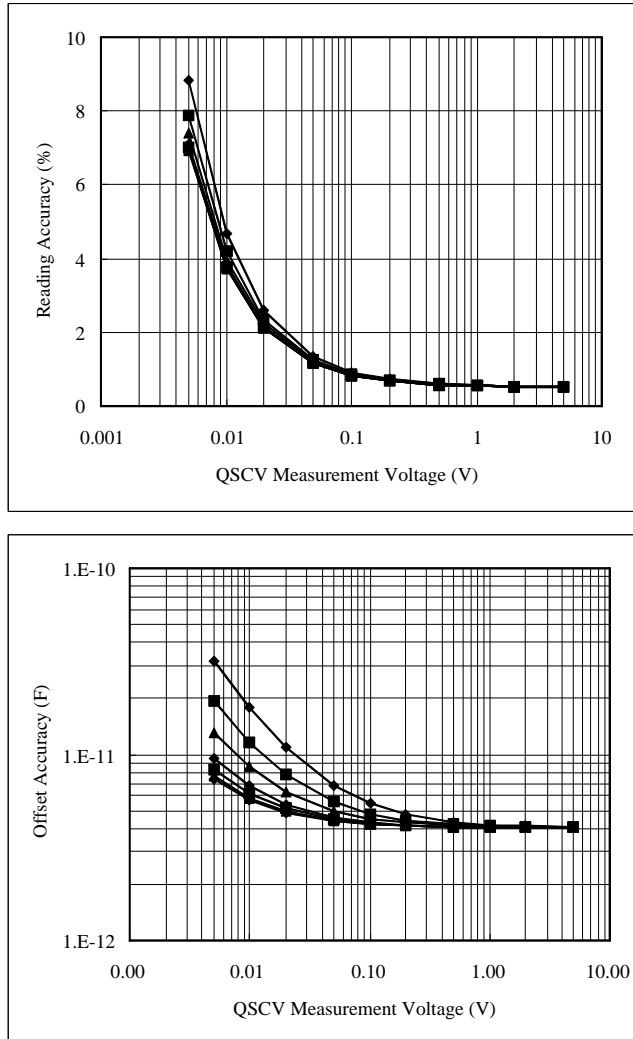 10
8
6
4
2
0
Reading Accuracy (%)
0.001 0.01 0.1 1 10
QSCV Measurement Voltage (V)
1.E-10
1.E-11
1.E-12
Offset Accuracy (F)
0.00 0.01 0.10 1.00 10.00
QSCV Measurement Voltage (V)